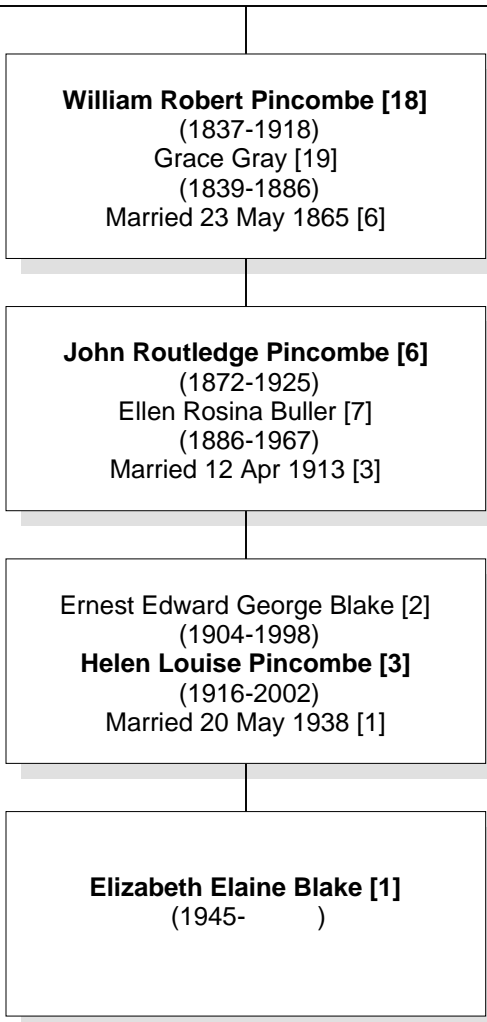 William Robert Pincombe [18]
(1837-1918)
Grace Gray [19]
(1839-1886)
Married 23 May 1865 [6]
John Routledge Pincombe [6]
(1872-1925)
Ellen Rosina Buller [7]
(1886-1967)
Married 12 Apr 1913 [3]
Ernest Edward George Blake [2]
(1904-1998)
Helen Louise Pincombe [3]
(1916-2002)
Married 20 May 1938 [1]
Elizabeth Elaine Blake [1]
(1945-        )